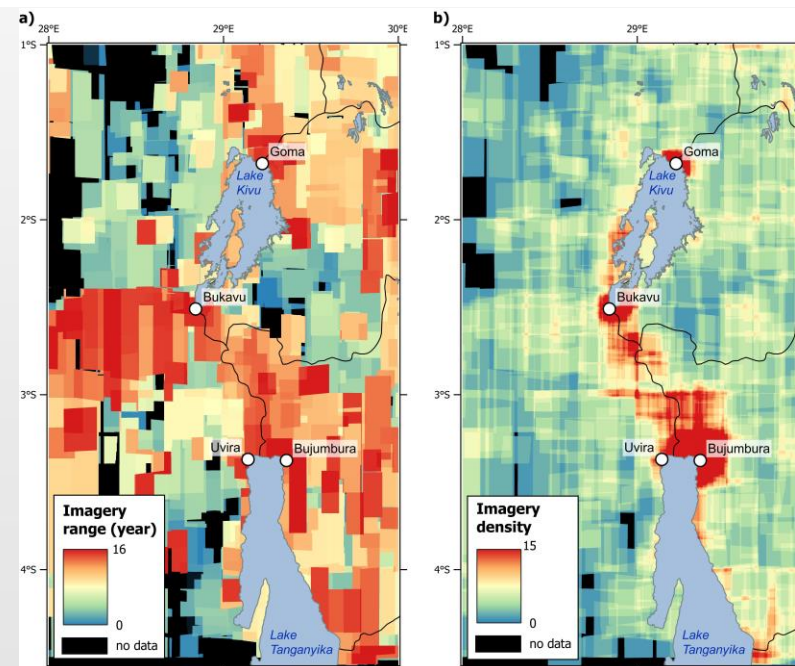 a)
28°E
29°E
30°E
1°S
2°S
3°S
4°S
Goma
Lake
Kivu
Bukavu
Uvira
Bujumbura
Imagery
range (year)
16
0
no data
Lake
Tanganyika
b)
28°E
29°E
Goma
Lake
Kivu
Bukavu
Uvira
Bujumbura
Imagery
density
15
0
no data
Lake
Tanganyika